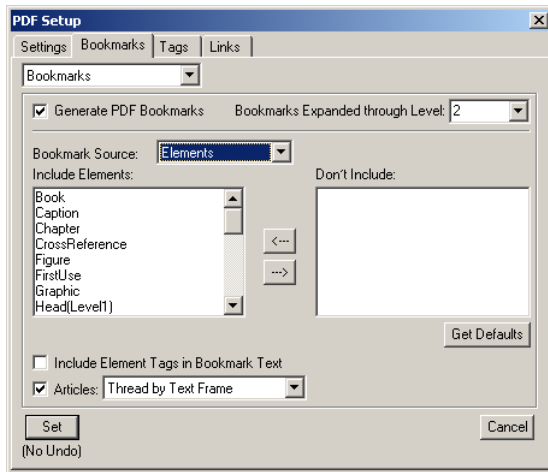 PDF Setup
Settings Bookmarks Tags Links
Bookmarks
Generate PDF Bookmarks Bookmarks Expanded through Level: 2
Bookmark Source: Elements
Include Elements: Don't Include:
Book
Caption
Chapter
CrossReference
Figure
FirstUse
Graphic
Head(Level1)
<---
--->
Get Defaults
Include Element Tags in Bookmark Text
Articles: Thread by Text Frame
Set Cancel
(No Undo)